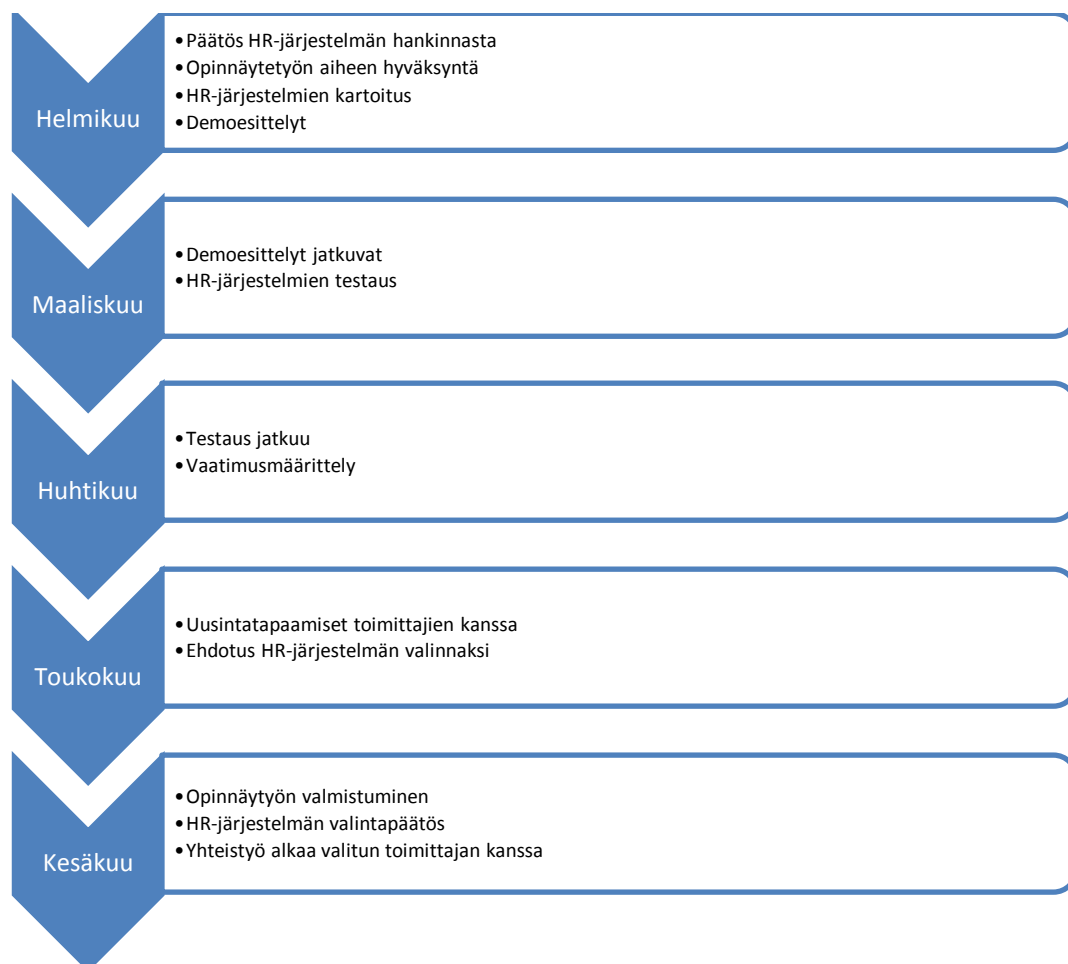 Helmikuu
•Päätös HR-järjestelmän hankinnasta
•Opinnäytetyön aiheen hyväksyntä
•HR-järjestelmien kartoitus
•Demoesittelyt
Maaliskuu
•Demoesittelyt jatkuvat
•HR-järjestelmien testaus
Huhtikuu
•Testaus jatkuu
•Vaatimusmäärittely
Toukokuu
•Uusintatapaamiset toimittajien kanssa
•Ehdotus HR-järjestelmän valinnaksi
Kesäkuu
•Opinnäytyön valmistuminen
•HR-järjestelmän valintapäätös
•Yhteistyö alkaa valitun toimittajan kanssa